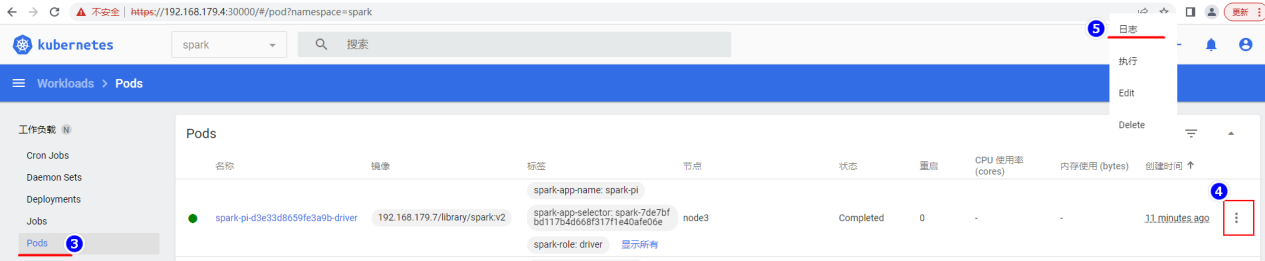 不安全 | https://192.168.179.4:30000/#/pod?namespace=spark
更新
kubernetes
spark
搜索
5 日志
执行
Edit
Delete
Workloads > Pods
工作负载 N
Cron Jobs
Daemon Sets
Deployments
Jobs
Pods 3
Pods
名称 镜像 标签 节点 状态 重启 CPU 使用率 (cores) 内存使用 (bytes) 创建时间
spark-app-name: spark-pi
spark-pi-d3e33d8659fe3a9b-driver 192.168.179.7/library/spark:v2 spark-app-selector: spark-7de7bf
bd117b4d668f317f1e40afe06e node3 Completed 0 - - 11 minutes ago 4
spark-role: driver 显示所有